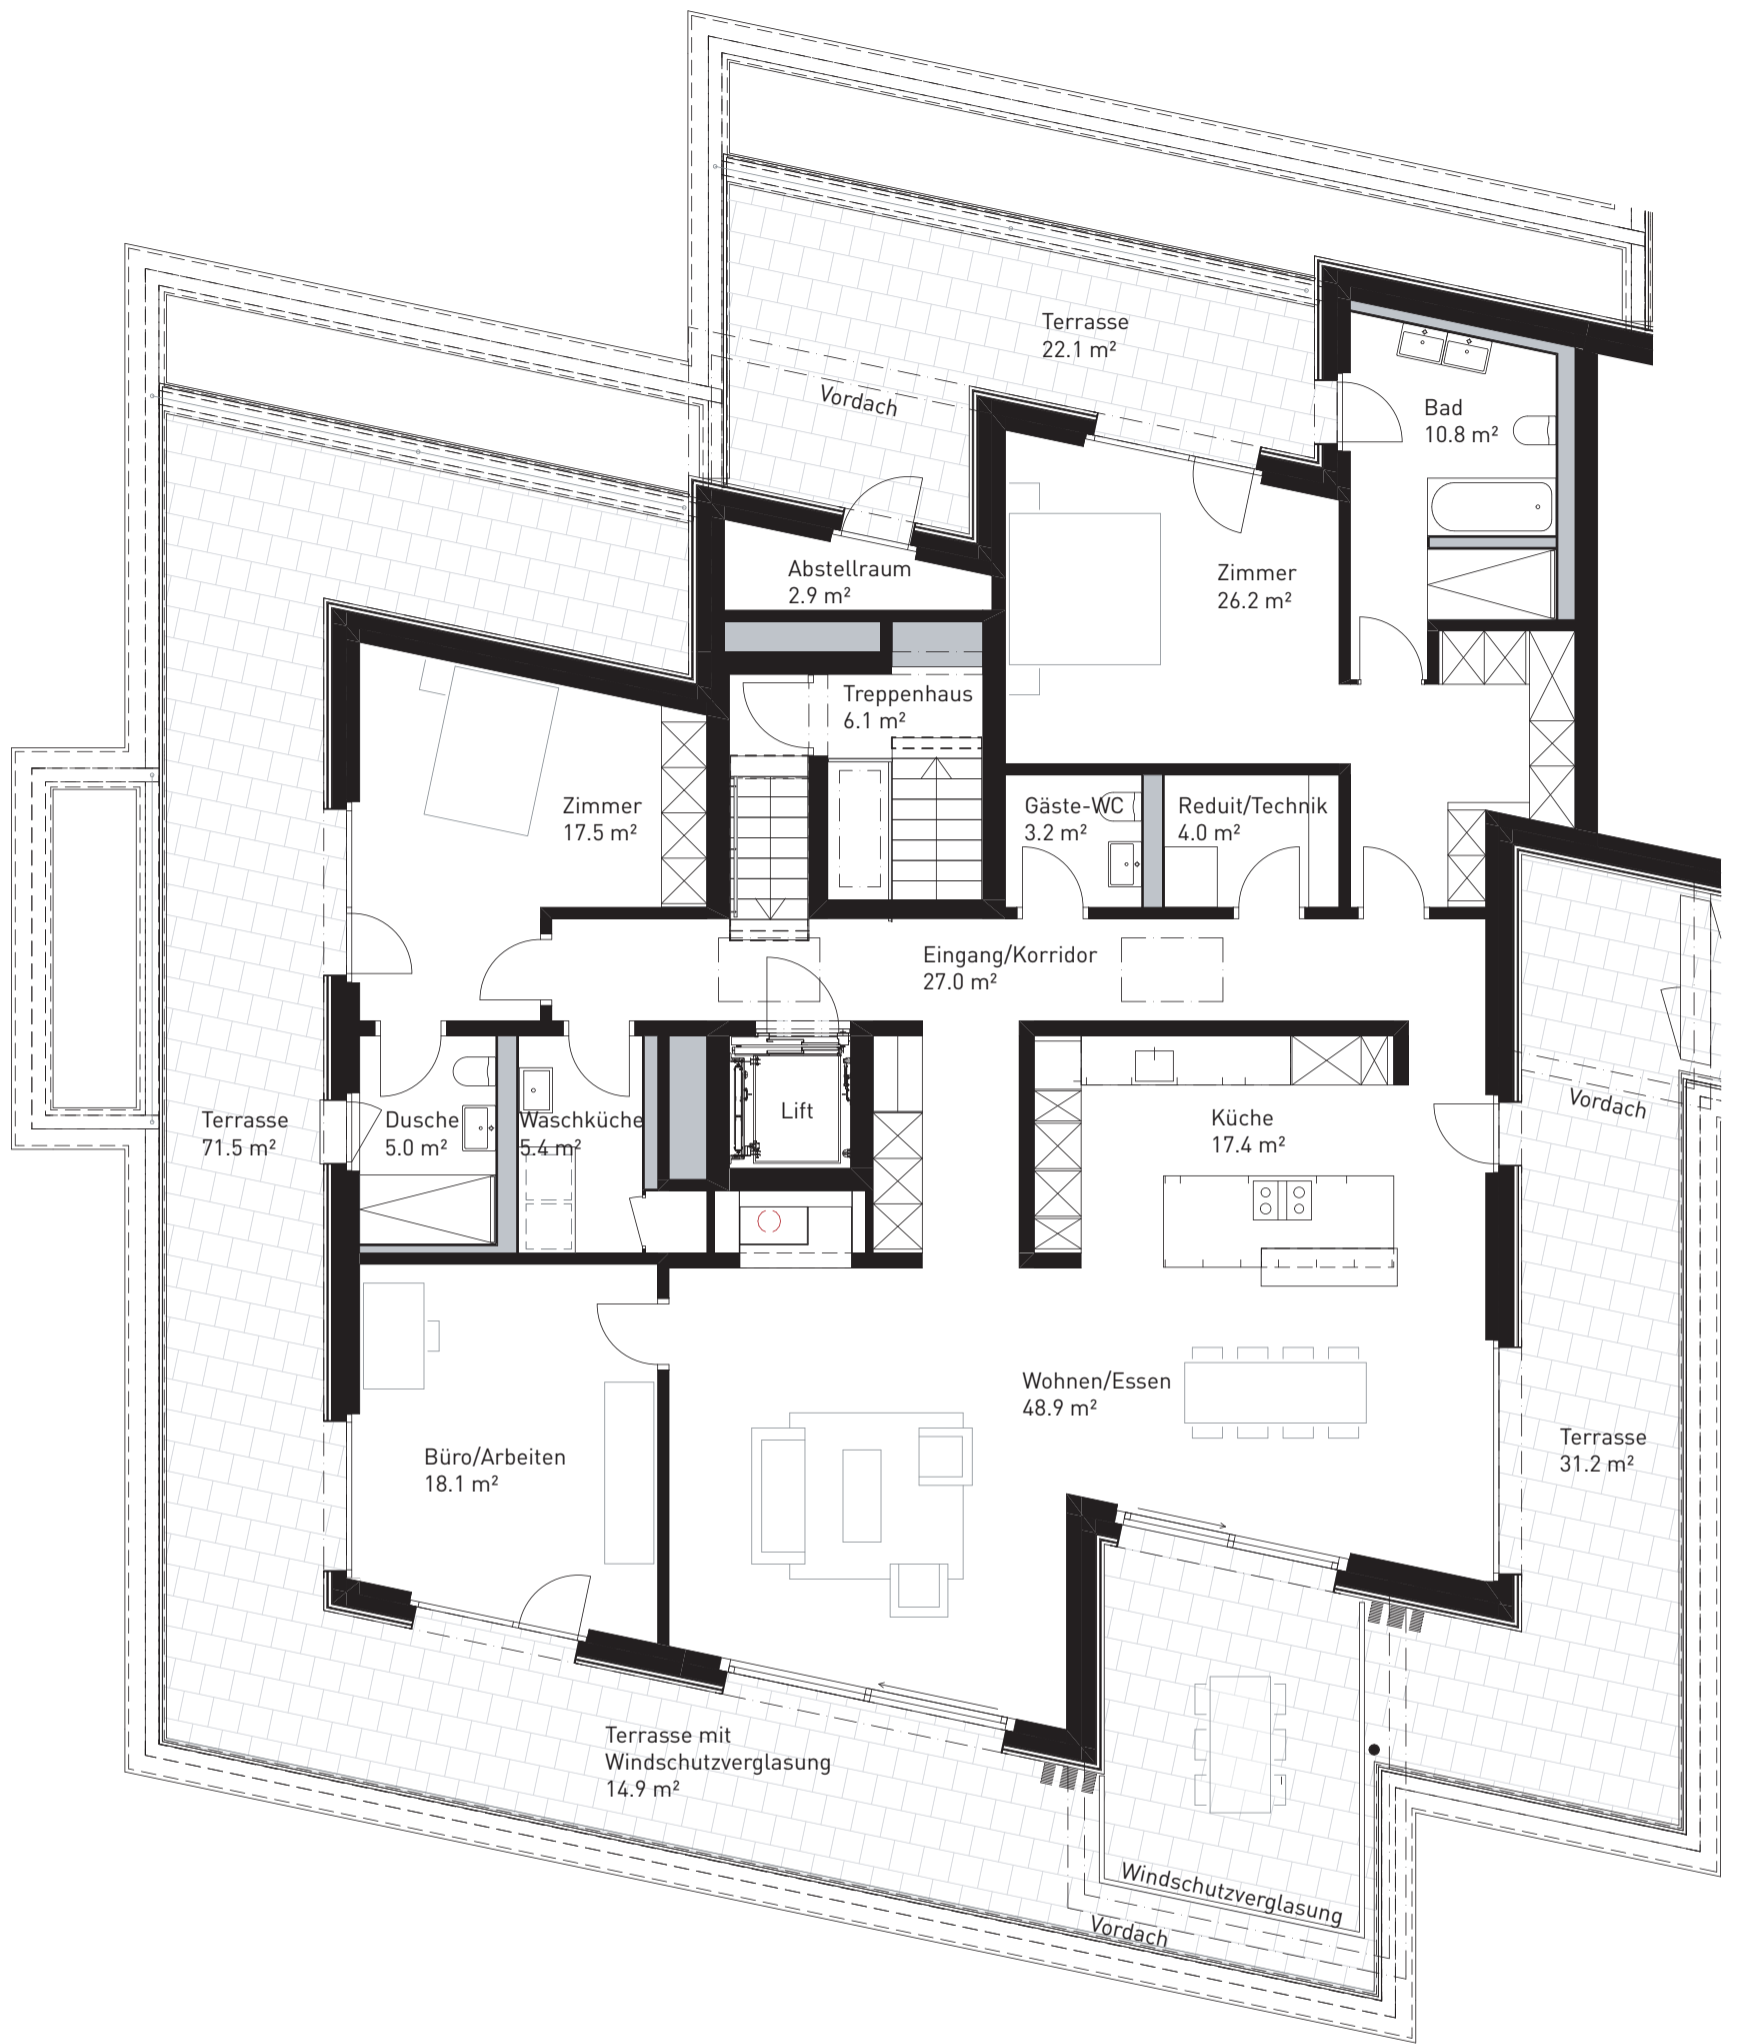 Terrasse
22.1 m²
Vordach
Bad
10.8 m²
Abstellraum
2.9 m²
Zimmer
26.2 m²
Treppenhaus
6.1 m²
Zimmer
17.5 m²
Gäste-WC
3.2 m²
Reduit/Technik
4.0 m²
Eingang/Korridor
27.0 m²
Terrasse
71.5 m²
Dusche
5.0 m²
Waschküche
5.4 m²
Lift
Küche
17.4 m²
Vordach
Wohnen/Essen
48.9 m²
Büro/Arbeiten
18.1 m²
Terrasse
31.2 m²
Terrasse mit
Windschutzverglasung
14.9 m²
Windschutzverglasung
Vordach